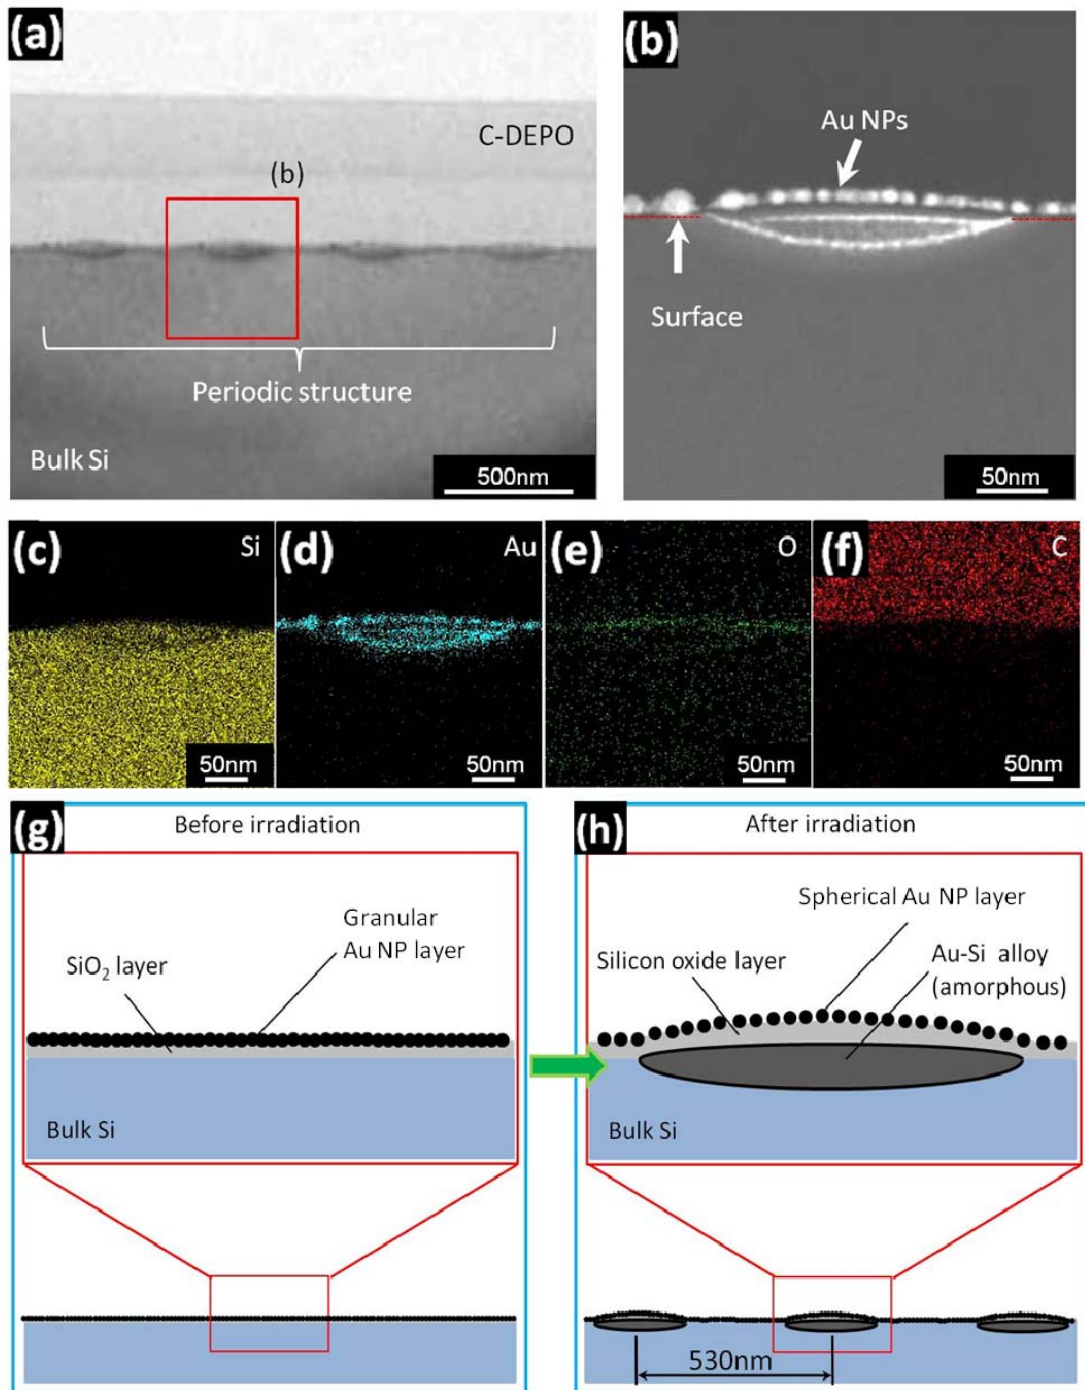 (a)
C-DEPO
(b)
Periodic structure
Bulk Si
500nm
(b)
Au NPs
Surface
50nm
(c)
Si
50nm
(d)
Au
50nm
(e)
O
50nm
(f)
C
50nm
(g)
Before irradiation
Granular
Au NP layer
SiO₂ layer
Bulk Si
(h)
After irradiation
Spherical Au NP layer
Silicon oxide layer
Au-Si alloy
(amorphous)
Bulk Si
530nm